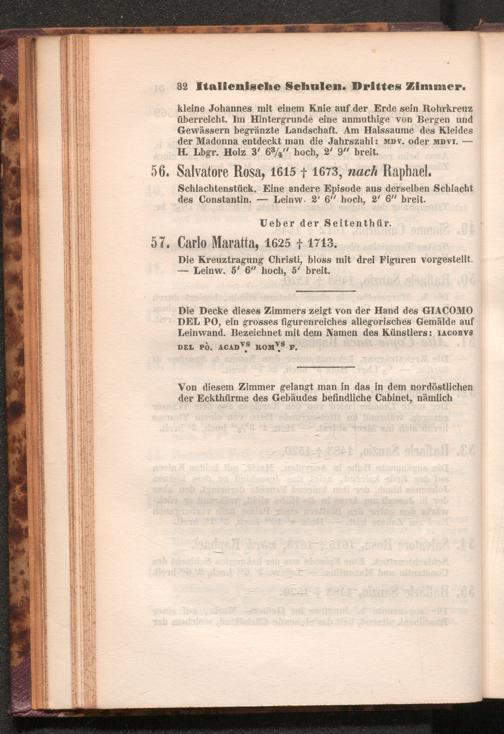 32 Italienische Schulen. Drittes Zimmer.
kleine Johannes mit einem Knie auf der Erde sein Rohrkreuz
überreicht. Im Hintergrunde eine anmuthige von Bergen und
Gewässern begränzte Landschaft. Am Halssaume des Kleides
der Madonna entdeckt man die Jahrszahl: MDV. oder MDVI. —
H. Lbgr. Holz 3' 6¾" hoch, 2' 9" breit.
56. Salvatore Rosa, 1615 † 1673, nach Raphael.
Schlachtenstück. Eine andere Episode aus derselben Schlacht
des Constantin. — Leinw. 2' 6" hoch, 2' 6" breit.
Ueber der Seitenthür.
57. Carlo Maratta, 1625 † 1713.
Die Kreuztragung Christi, bloss mit drei Figuren vorgestellt.
— Leinw. 5' 6" hoch, 5' breit.
Die Decke dieses Zimmers zeigt von der Hand des GIACOMO
DEL PO, ein grosses figurenreiches allegorisches Gemälde auf
Leinwand. Bezeichnet mit dem Namen des Künstlers: IACOBVS
DEL PÒ. ACADVS. ROMVS. F.
Von diesem Zimmer gelangt man in das in dem nordöstlichen
der Eckthürme des Gebäudes befindliche Cabinet, nämlich